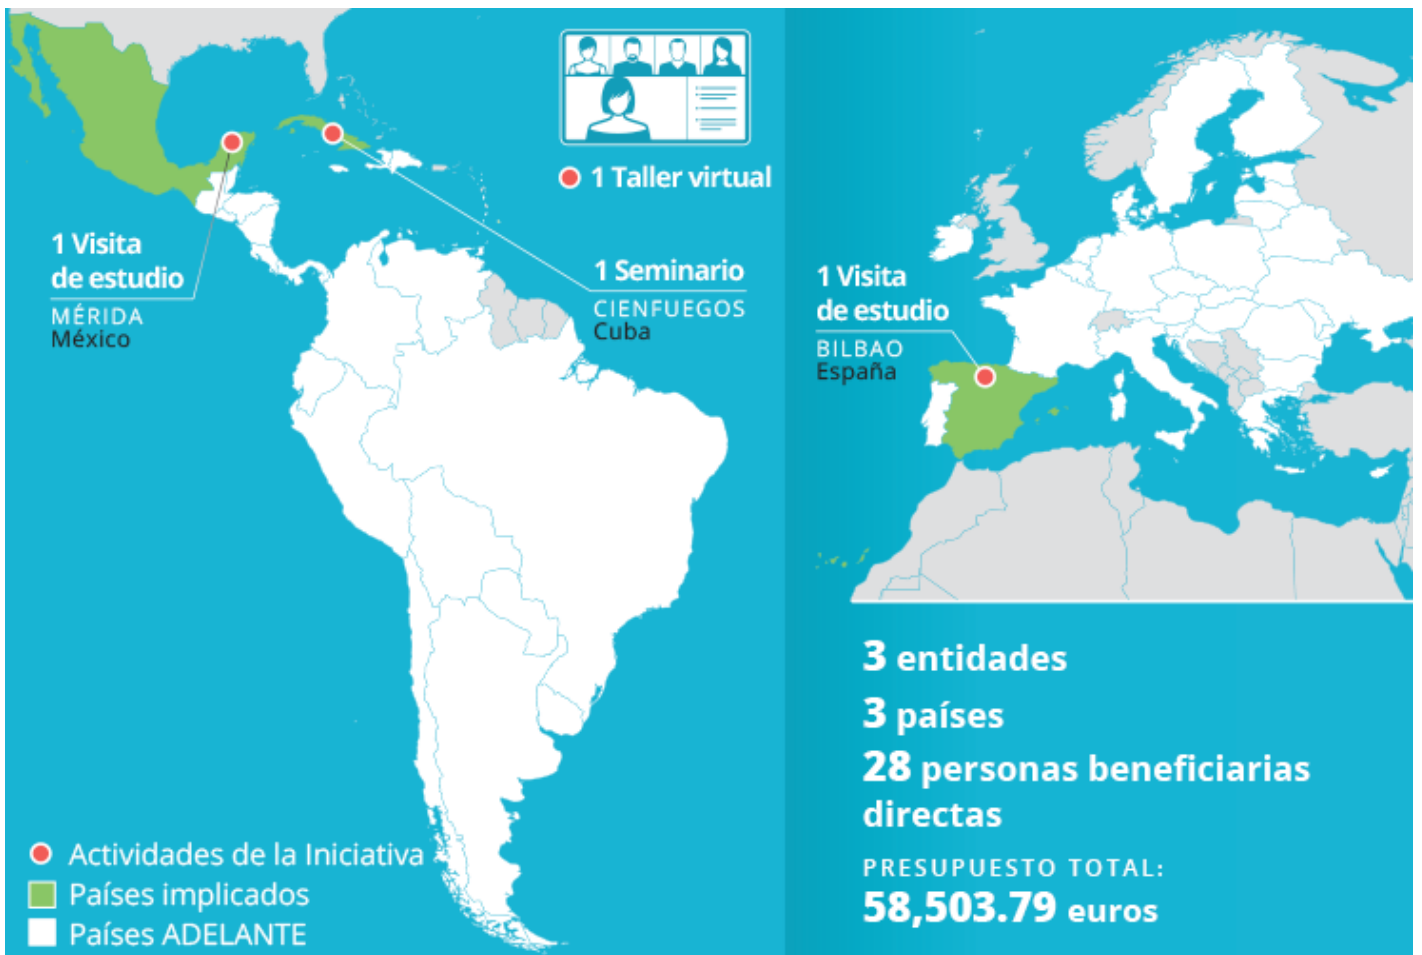 1 Taller virtual
1 Visita
de estudio
MÉRIDA
México
1 Seminario
CIENFUEGOS
Cuba
1 Visita
de estudio
BILBAO
España
Actividades de la Iniciativa
Países implicados
Países ADELANTE
3 entidades
3 países
28 personas beneficiarias
directas
PRESUPUESTO TOTAL:
58,503.79 euros